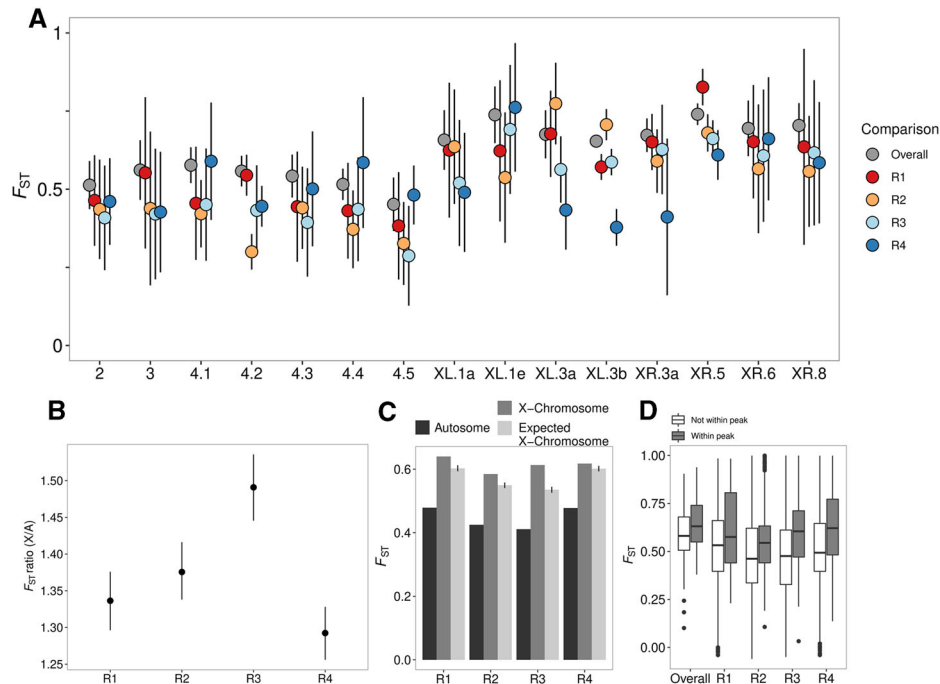 A
1
0.5
0
FST
2 3 4.1 4.2 4.3 4.4 4.5 XL.1a XL.1e XL.3a XL.3b XR.3a XR.5 XR.6 XR.8
Comparison
Overall
R1
R2
R3
R4
B
1.50
1.45
1.40
1.35
1.30
1.25
FST ratio (X/A)
R1 R2 R3 R4
C
Autosome
X-Chromosome
Expected
X-Chromosome
0.6
0.4
0.2
0.0
FST
R1 R2 R3 R4
D
Not within peak
Within peak
1.00
0.75
0.50
0.25
0.00
FST
Overall R1 R2 R3 R4